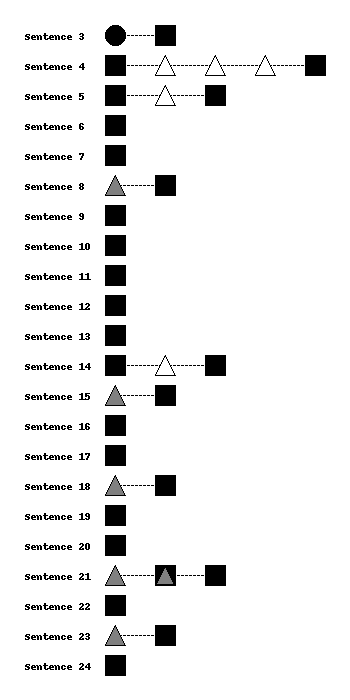 Sentence 3
Sentence 4
Sentence 5
Sentence 6
Sentence 7
Sentence 8
Sentence 9
Sentence 10
Sentence 11
Sentence 12
Sentence 13
Sentence 14
Sentence 15
Sentence 16
Sentence 17
Sentence 18
Sentence 19
Sentence 20
Sentence 21
Sentence 22
Sentence 23
Sentence 24